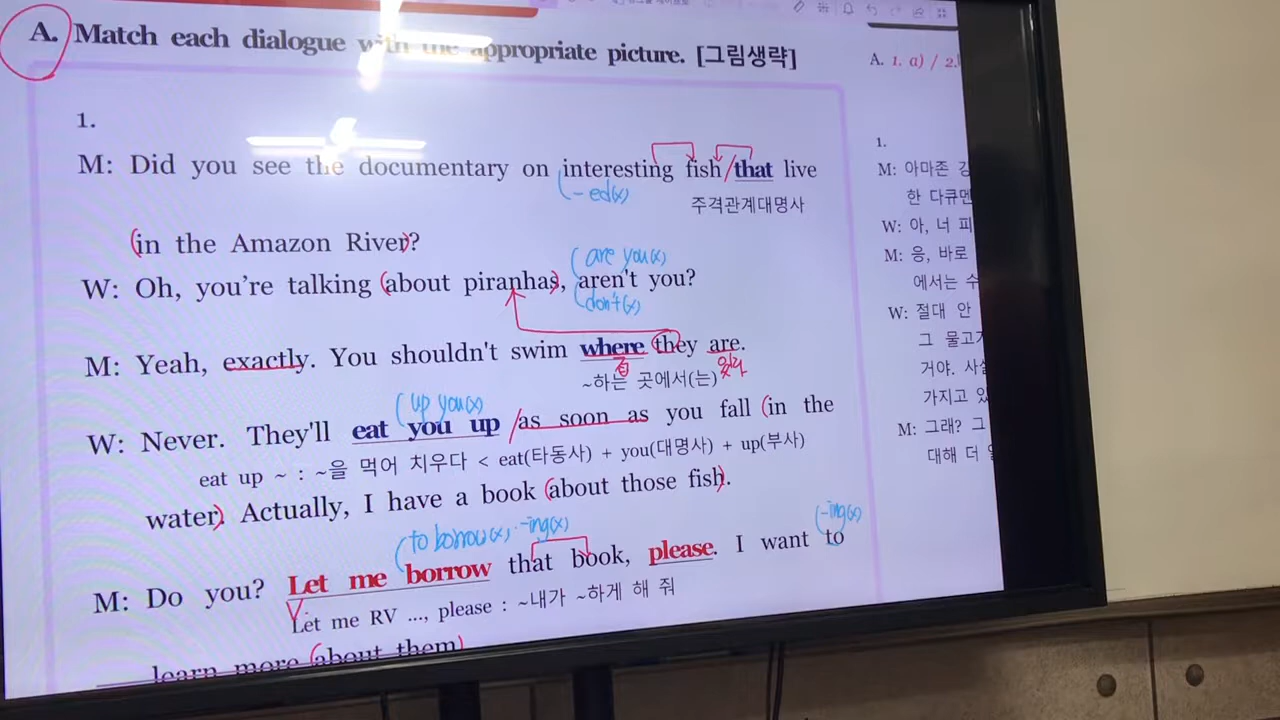 A. Match each dialogue with the appropriate picture. [그림생략]
A. 1. a) / 2.
1.
M: Did you see the documentary on interesting fish/that live
(-ed(x)
주격관계대명사
(in the Amazon River)?
(are you(x)
W: Oh, you're talking (about piranhas), aren't you?
(don't(x)
M: Yeah, exactly. You shouldn't swim where they are.
~하는 곳에서(는)
있다
(up you(x)
W: Never. They'll eat you up /as soon as you fall (in the
eat up ~ : ~을 먹어 치우다 < eat(타동사) + you(대명사) + up(부사)
water). Actually, I have a book (about those fish).
(to borrow(x), -ing(x)
(-ing(x)
M: Do you? Let me borrow that book, please. I want to
Let me RV ..., please : ~내가 ~하게 해 줘
learn more (about them)
1.
M: 아마존 강
한 다큐멘
W: 아, 너 피
M: 응, 바로
에서는 수
W: 절대 안
그 물고기
거야. 사실
가지고 있
M: 그래? 그
대해 더